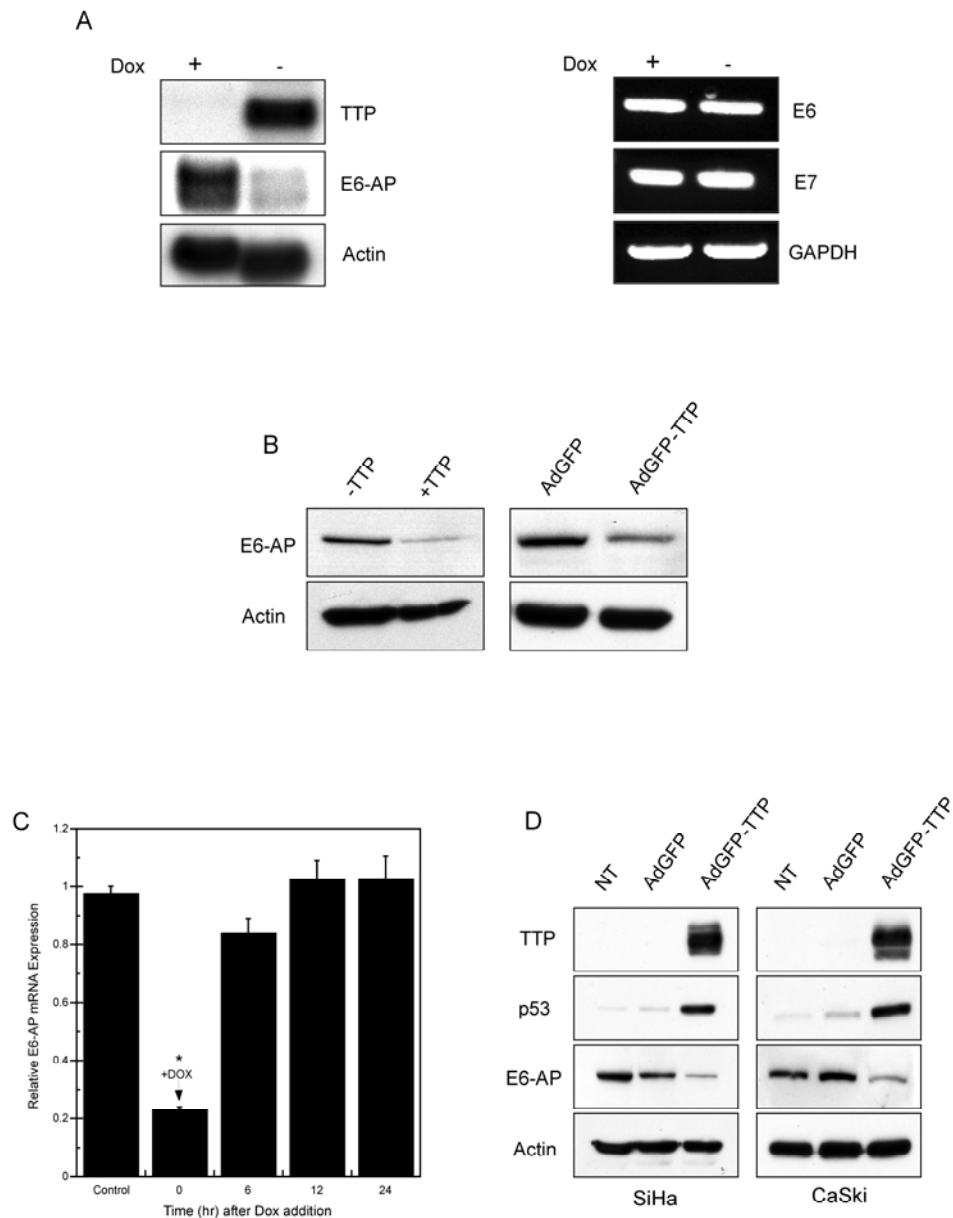 A
Dox + -
TTP
E6-AP
Actin
Dox + -
E6
E7
GAPDH
B
-TTP +TTP AdGFP AdGFP-TTP
E6-AP
Actin
C
1.2
1
0.8
0.6
0.4
0.2
0
Relative E6-AP mRNA Expression
*
+DOX
Control 0 6 12 24
Time (hr) after Dox addition
D
NT AdGFP AdGFP-TTP NT AdGFP AdGFP-TTP
TTP
p53
E6-AP
Actin
SiHa CaSki